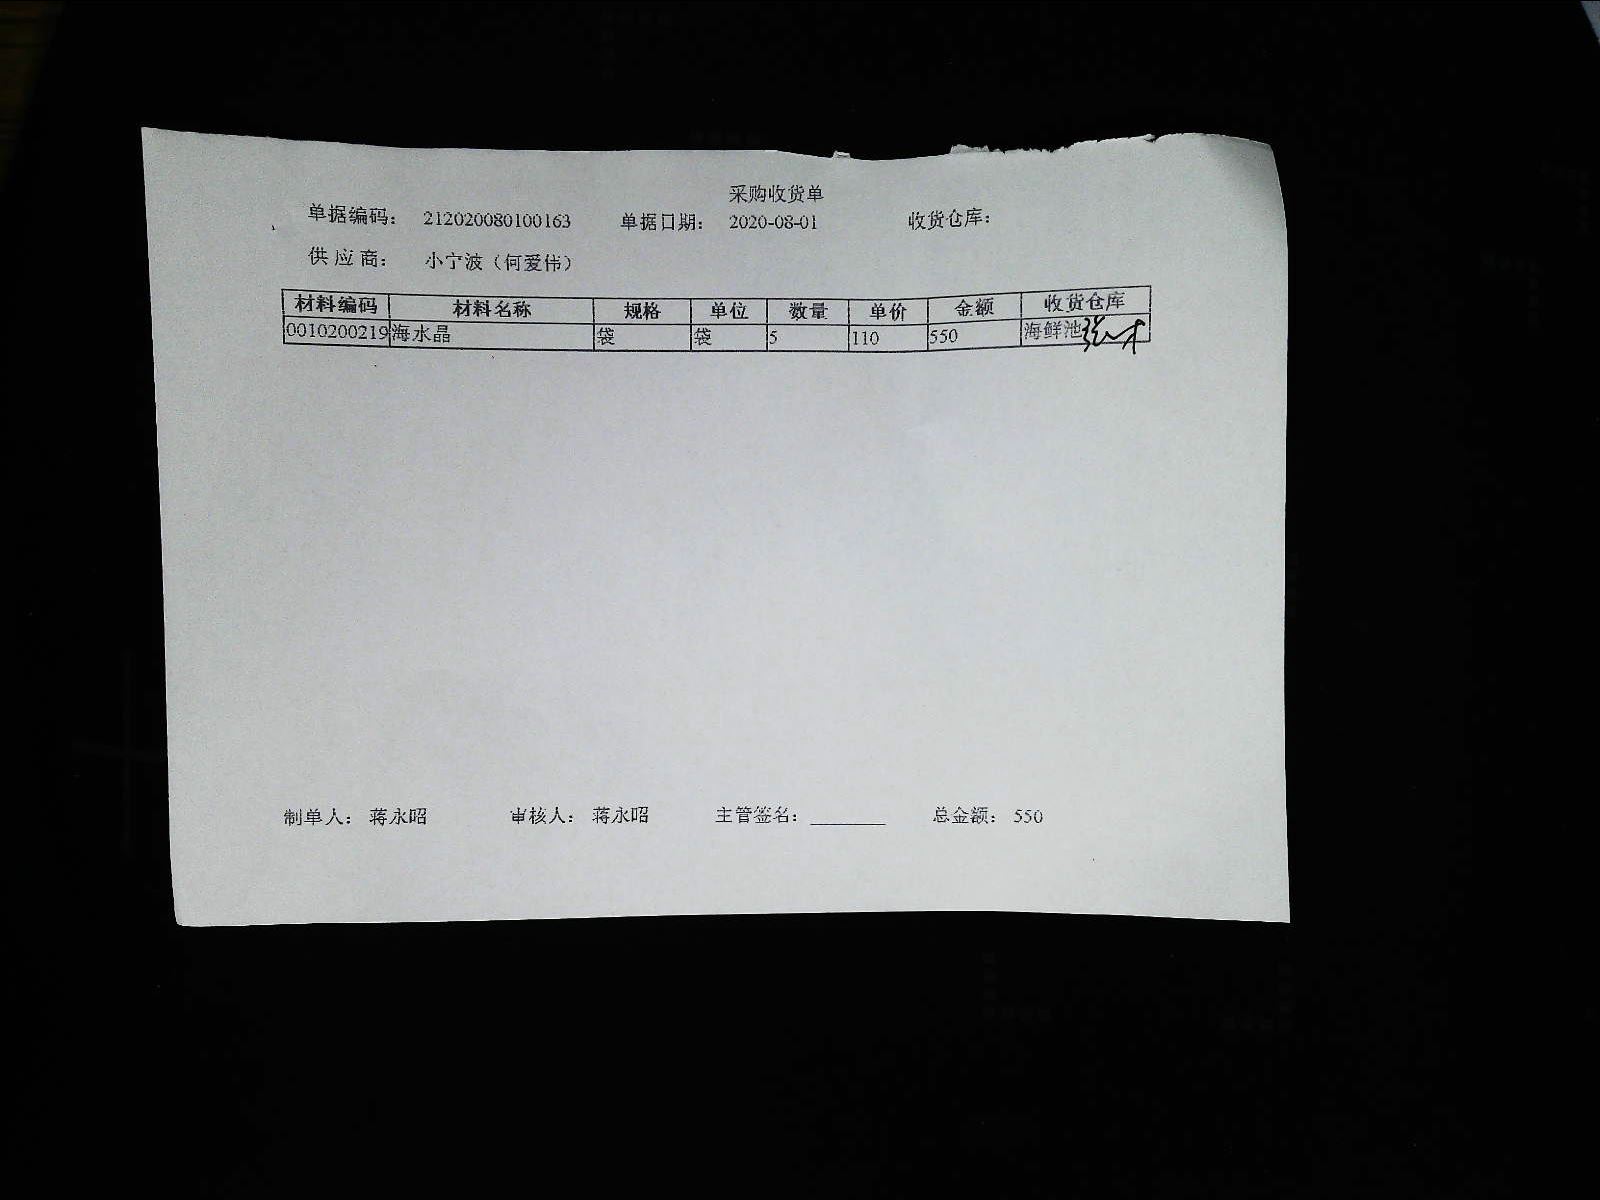 采购收货单
单据编码： 212020080100163 单据日期： 2020-08-01 收货仓库：
供 应 商： 小宁波（何爱伟）
材料编码 材料名称 规格 单位 数量 单价 金额 收货仓库
0010200219 海水晶 袋 袋 5 110 550 海鲜池
制单人： 蒋永昭 审核人： 蒋永昭 主管签名： 总金额： 550